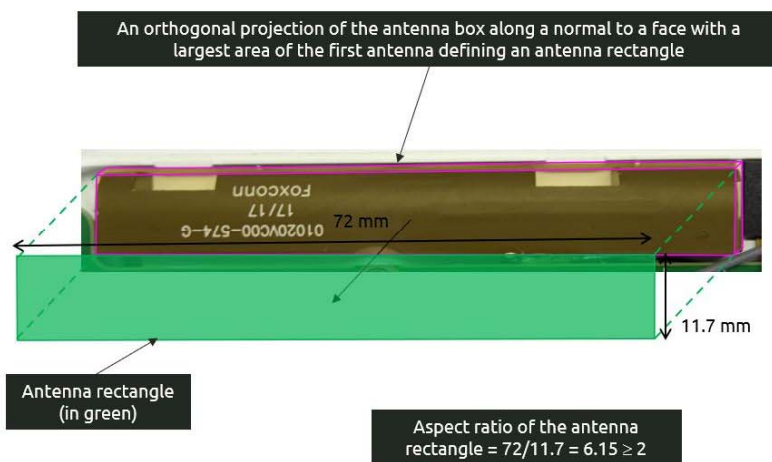 An orthogonal projection of the antenna box along a normal to a face with a
largest area of the first antenna defining an antenna rectangle
Foxconn
17/17
01020VC00-574-G
72 mm
11.7 mm
Antenna rectangle
(in green)
Aspect ratio of the antenna
rectangle = 72/11.7 = 6.15 ≥ 2